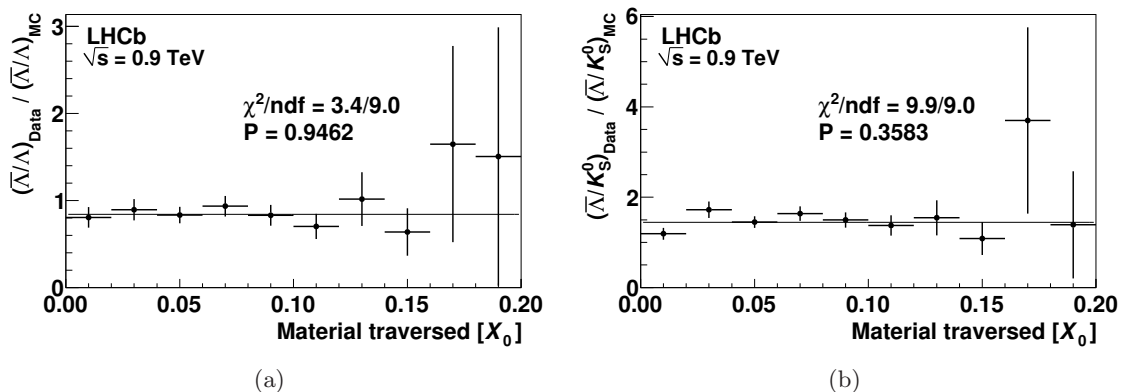 LHCb
√s = 0.9 TeV
χ²/ndf = 3.4/9.0
P = 0.9462
(Λ̅/Λ)Data / (Λ̅/Λ)MC
3
2
1
0
0.00 0.05 0.10 0.15 0.20
Material traversed [X₀]
(a)
LHCb
√s = 0.9 TeV
χ²/ndf = 9.9/9.0
P = 0.3583
(Λ̅/K⁰S)Data / (Λ̅/K⁰S)MC
6
4
2
0
0.00 0.05 0.10 0.15 0.20
Material traversed [X₀]
(b)